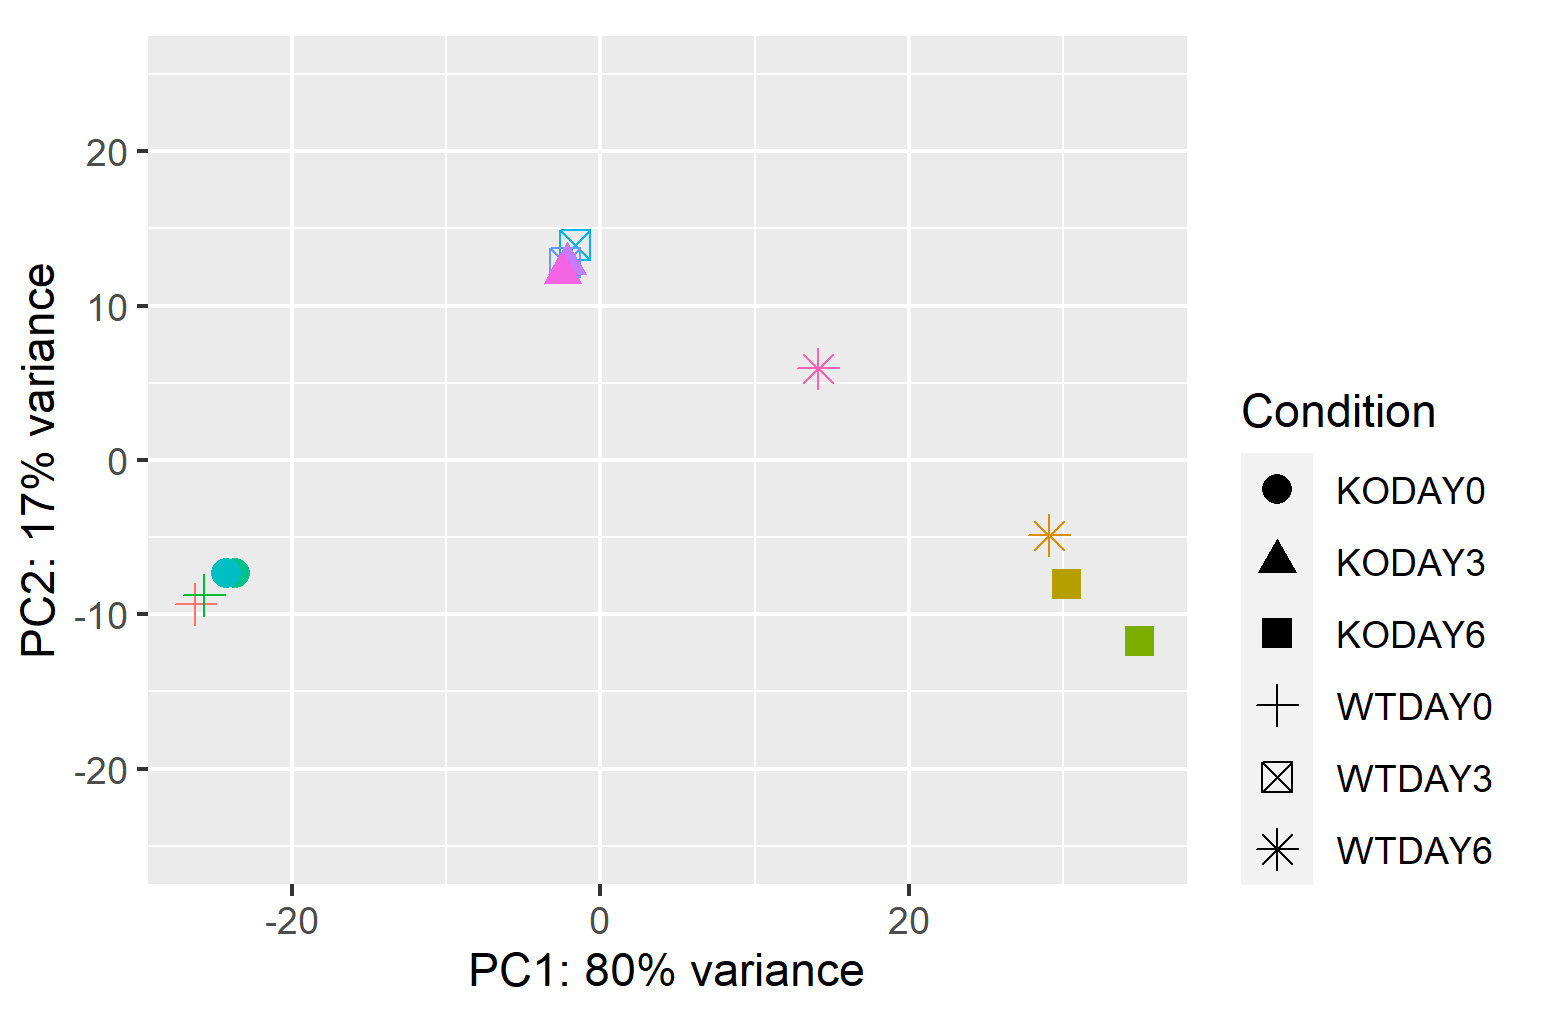 20
10
0
-10
-20
PC2: 17% variance
-20
0
20
PC1: 80% variance
Condition
KODAY0
KODAY3
KODAY6
WTDAY0
WTDAY3
WTDAY6